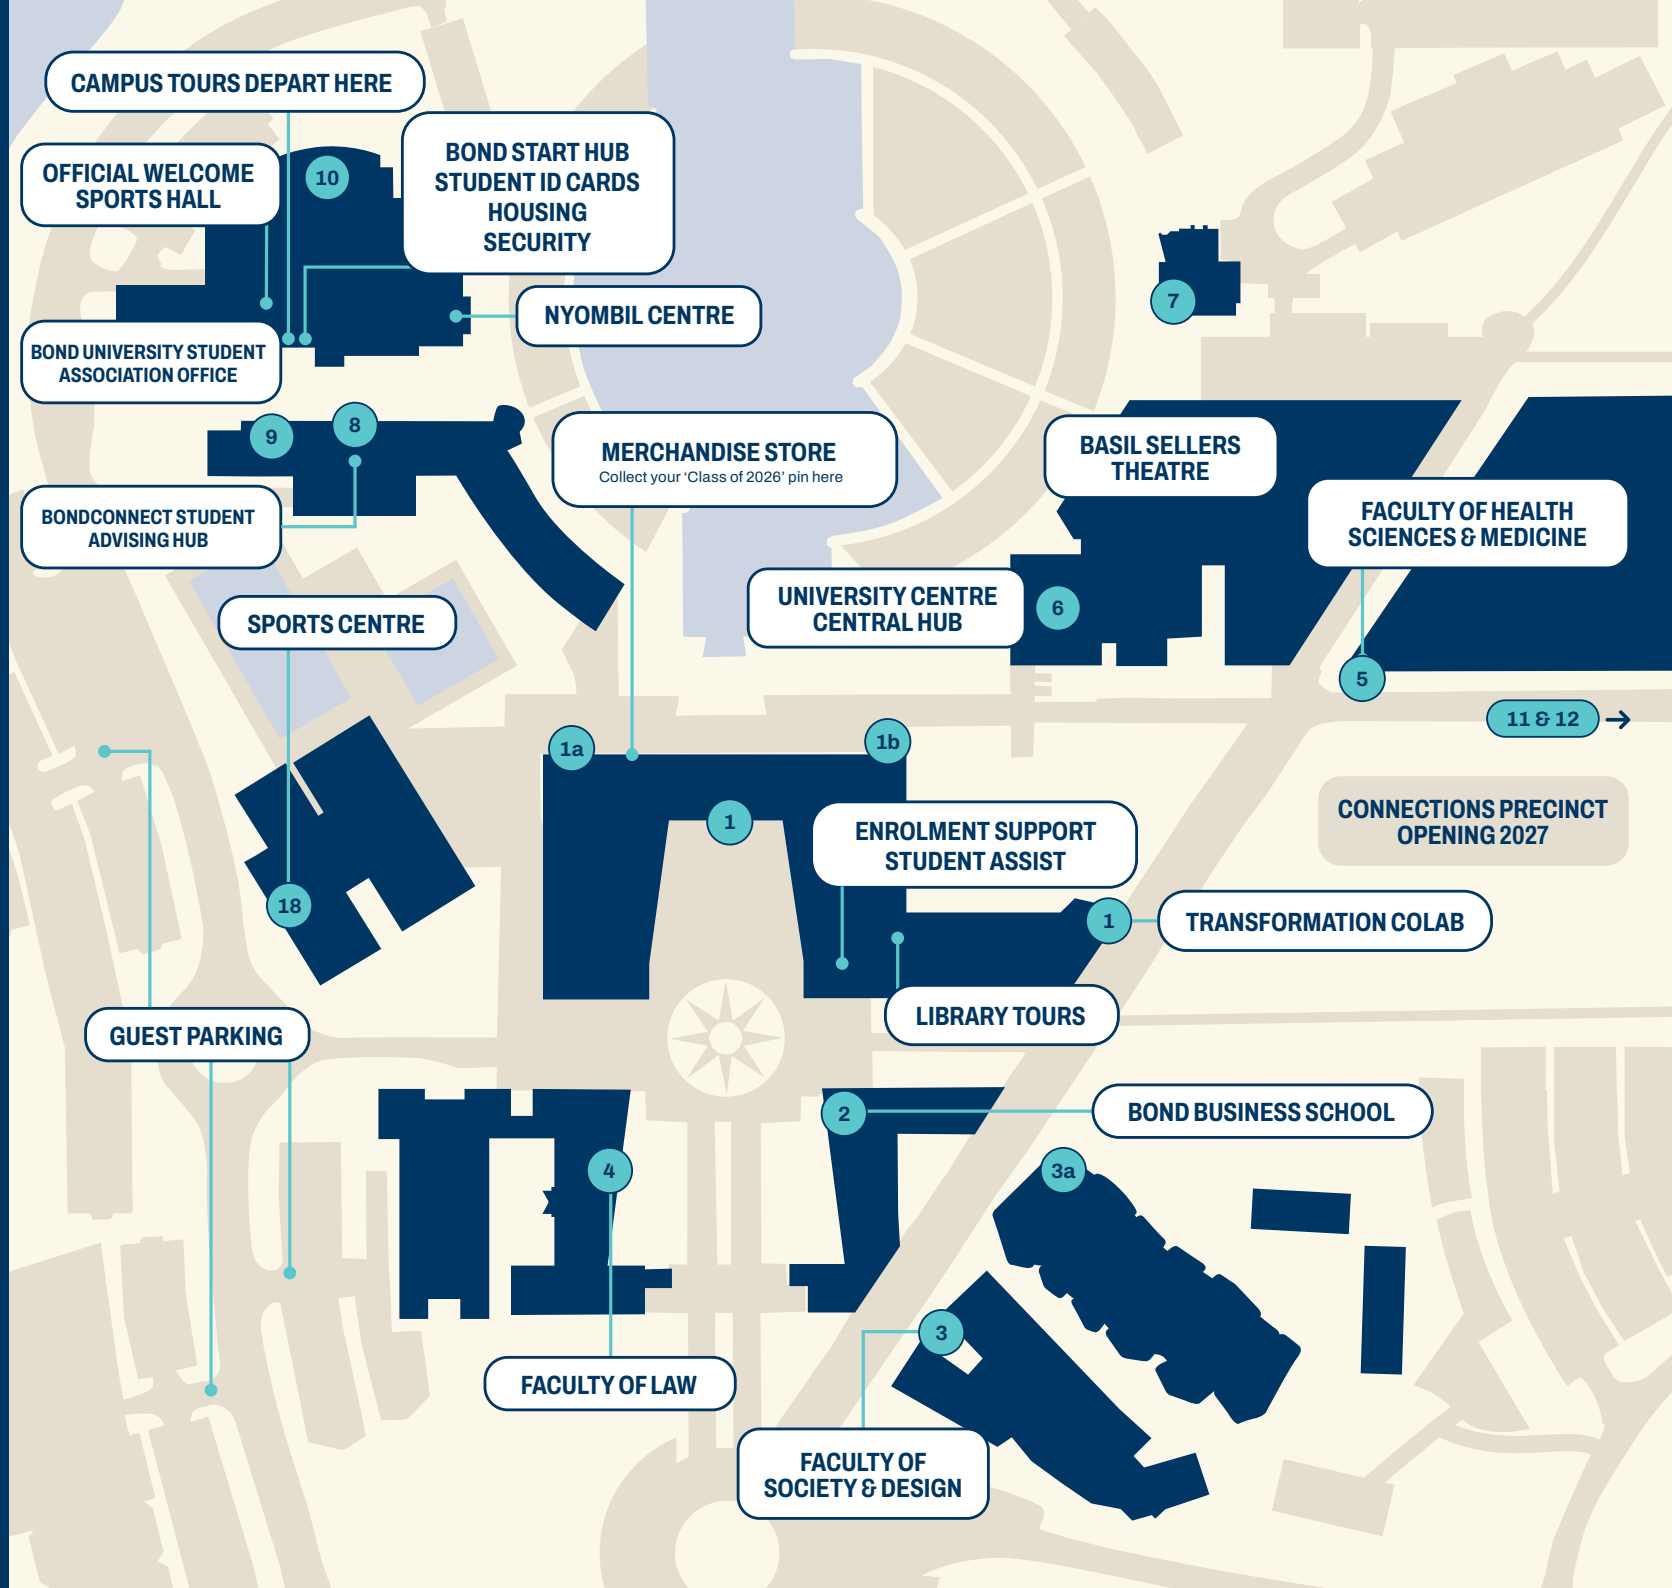 CAMPUS TOURS DEPART HERE
OFFICIAL WELCOME
SPORTS HALL
10
BOND START HUB
STUDENT ID CARDS
HOUSING
SECURITY
NYOMBIL CENTRE
7
BOND UNIVERSITY STUDENT
ASSOCIATION OFFICE
9
8
MERCHANDISE STORE
Collect your ‘Class of 2026’ pin here
BASIL SELLERS
THEATRE
FACULTY OF HEALTH
SCIENCES & MEDICINE
BONDCONNECT STUDENT
ADVISING HUB
SPORTS CENTRE
UNIVERSITY CENTRE
CENTRAL HUB
6
5
11 & 12
1a
1b
1
ENROLMENT SUPPORT
STUDENT ASSIST
CONNECTIONS PRECINCT
OPENING 2027
18
1
TRANSFORMATION COLAB
LIBRARY TOURS
GUEST PARKING
2
BOND BUSINESS SCHOOL
4
3a
3
FACULTY OF LAW
FACULTY OF
SOCIETY & DESIGN